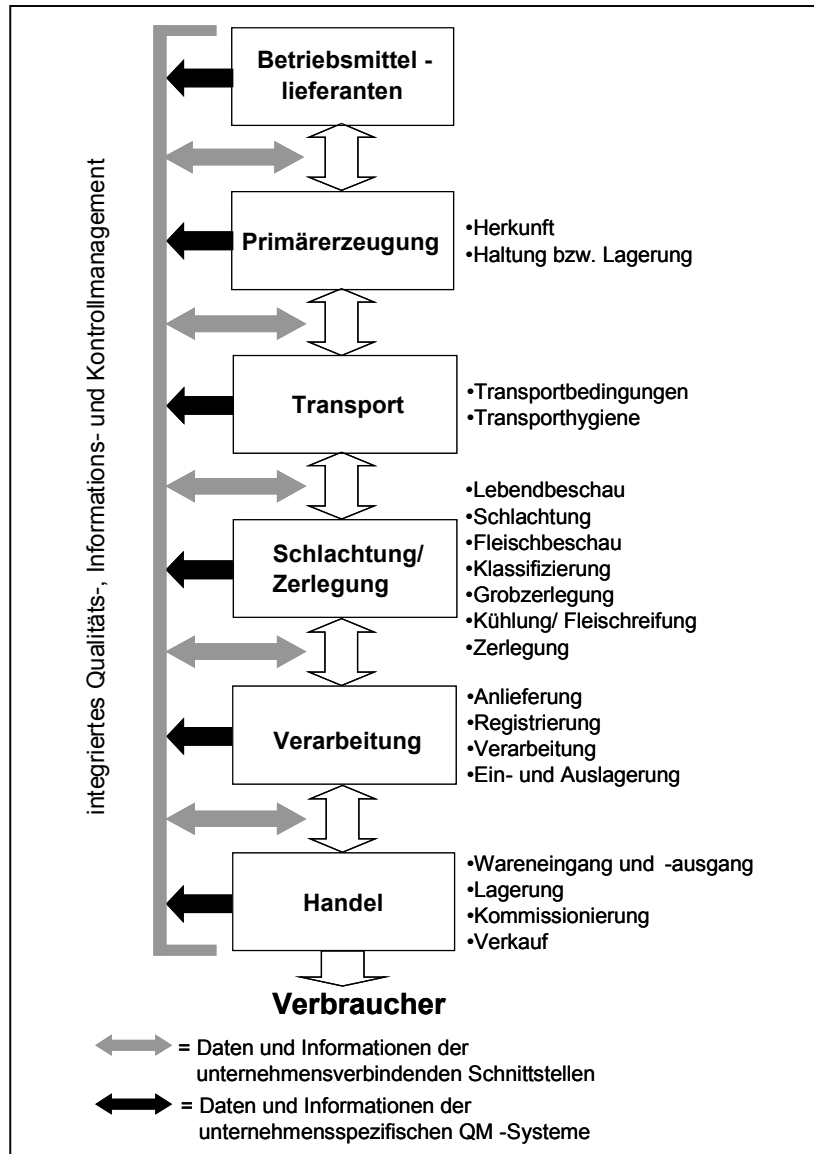 Betriebsmittel -
lieferanten
integriertes Qualitäts-, Informations- und Kontrollmanagement
Primärerzeugung
•Herkunft
•Haltung bzw. Lagerung
Transport
•Transportbedingungen
•Transporthygiene
Schlachtung/
Zerlegung
•Lebendbeschau
•Schlachtung
•Fleischbeschau
•Klassifizierung
•Grobzerlegung
•Kühlung/ Fleischreifung
•Zerlegung
Verarbeitung
•Anlieferung
•Registrierung
•Verarbeitung
•Ein- und Auslagerung
Handel
•Wareneingang und -ausgang
•Lagerung
•Kommissionierung
•Verkauf
Verbraucher
= Daten und Informationen der
unternehmensverbindenden Schnittstellen
= Daten und Informationen der
unternehmensspezifischen QM -Systeme